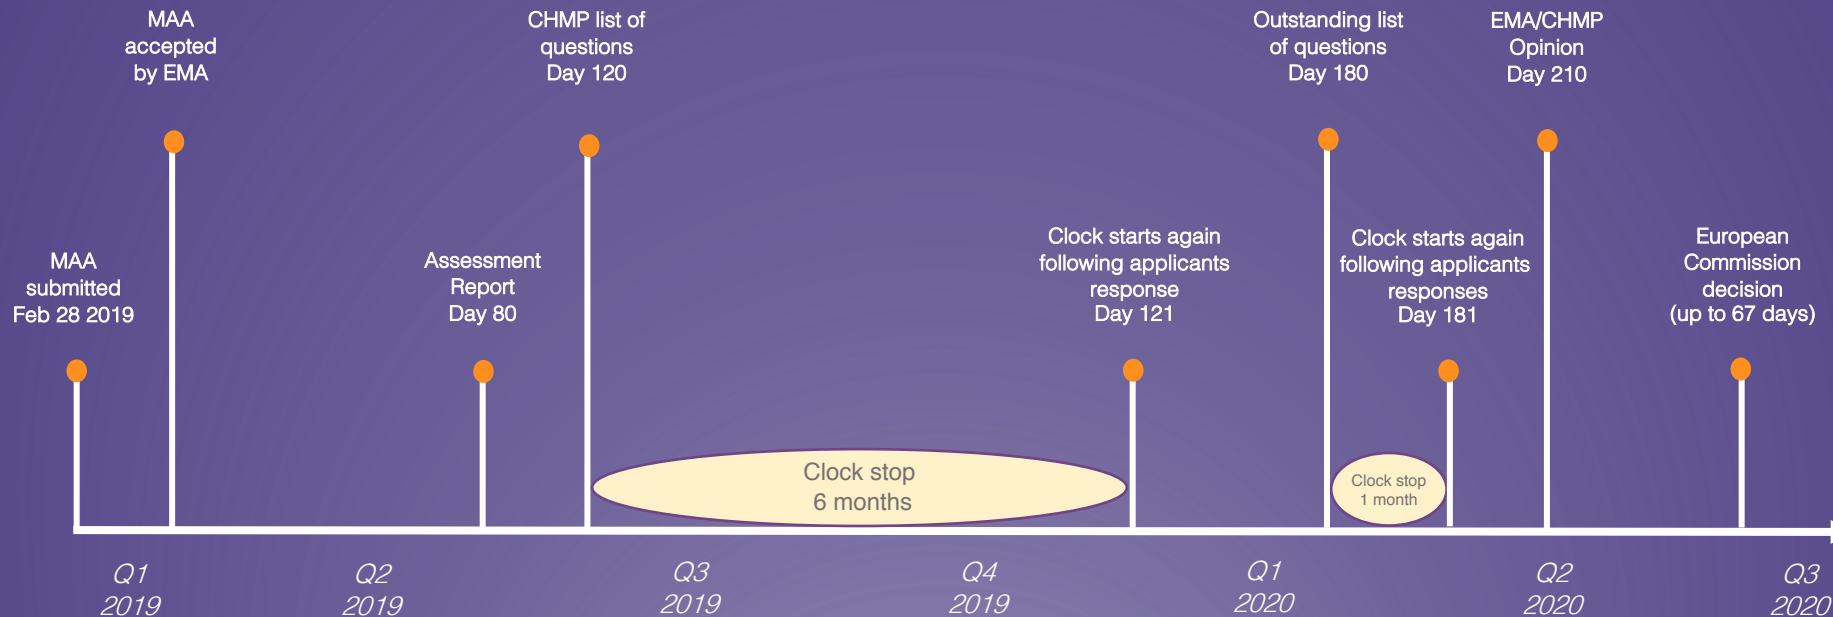 MAA
accepted
by EMA
CHMP list of
questions
Day 120
Outstanding list
of questions
Day 180
EMA/CHMP
Opinion
Day 210
MAA
submitted
Feb 28 2019
Assessment
Report
Day 80
Clock starts again
following applicants
response
Day 121
Clock starts again
following applicants
responses
Day 181
European
Commission
decision
(up to 67 days)
Clock stop
6 months
Clock stop
1 month
Q1
2019
Q2
2019
Q3
2019
Q4
2019
Q1
2020
Q2
2020
Q3
2020